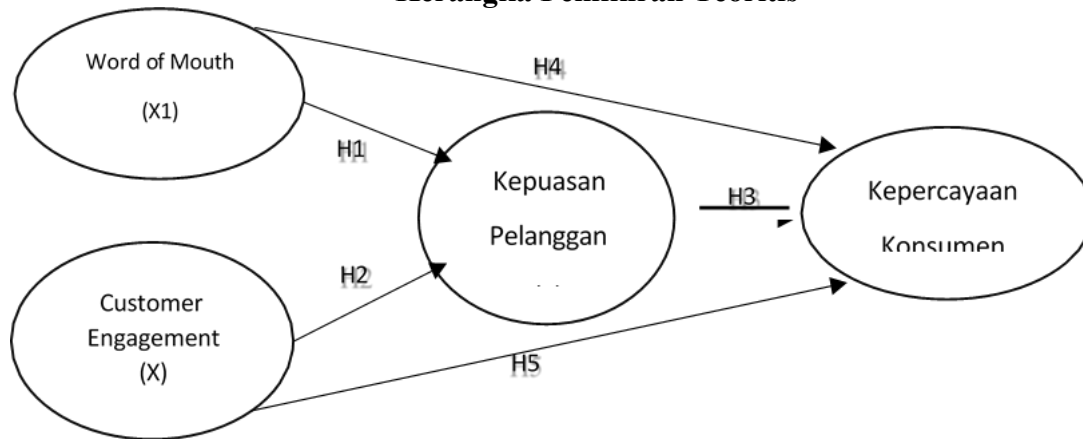 Kerangka Pemikiran Teoritis
Word of Mouth
(X1)
H4
H1
Kepuasan
Pelanggan
H3
Kepercayaan
Konsumen
H2
Customer
Engagement
(X)
H5